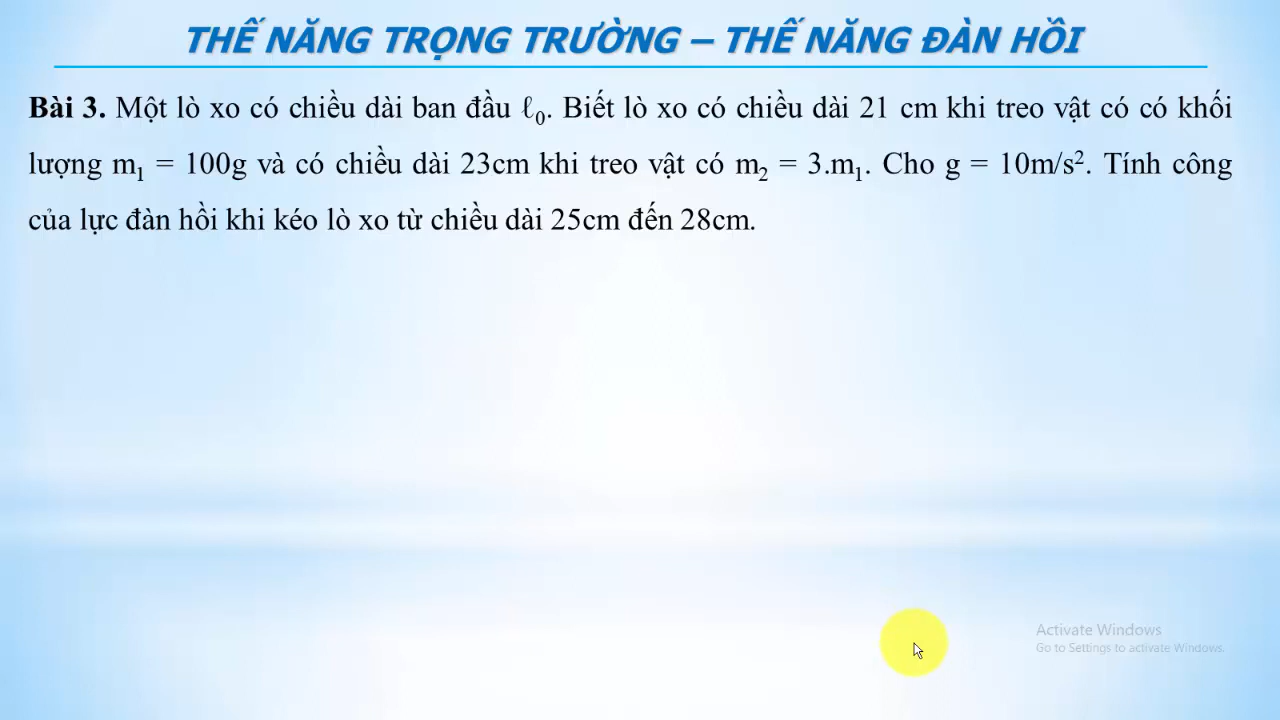 THẾ NĂNG TRỌNG TRƯỜNG – THẾ NĂNG ĐÀN HỒI
Bài 3. Một lò xo có chiều dài ban đầu ℓ₀. Biết lò xo có chiều dài 21 cm khi treo vật có có khối
lượng m₁ = 100g và có chiều dài 23cm khi treo vật có m₂ = 3.m₁. Cho g = 10m/s². Tính công
của lực đàn hồi khi kéo lò xo từ chiều dài 25cm đến 28cm.
Activate Windows
Go to Settings to activate Windows.